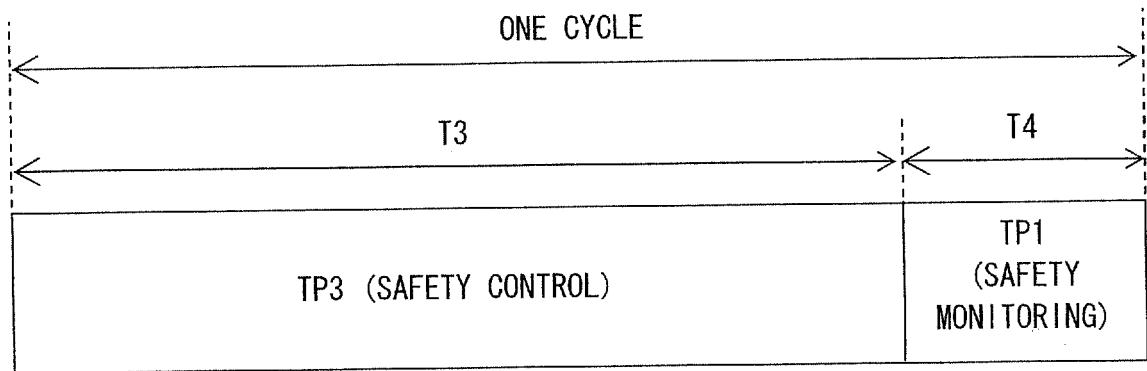 ONE CYCLE
T3
T4
TP3 (SAFETY CONTROL)
TP1
(SAFETY
MONITORING)